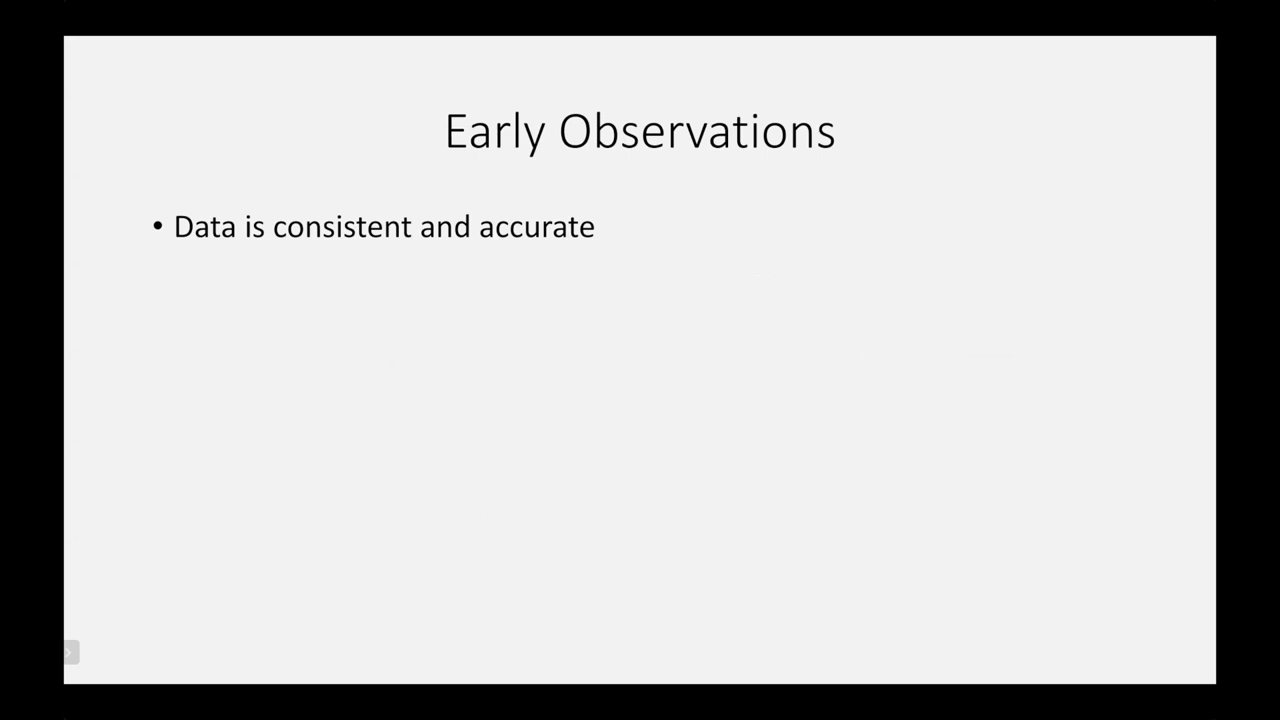 Early Observations
• Data is consistent and accurate